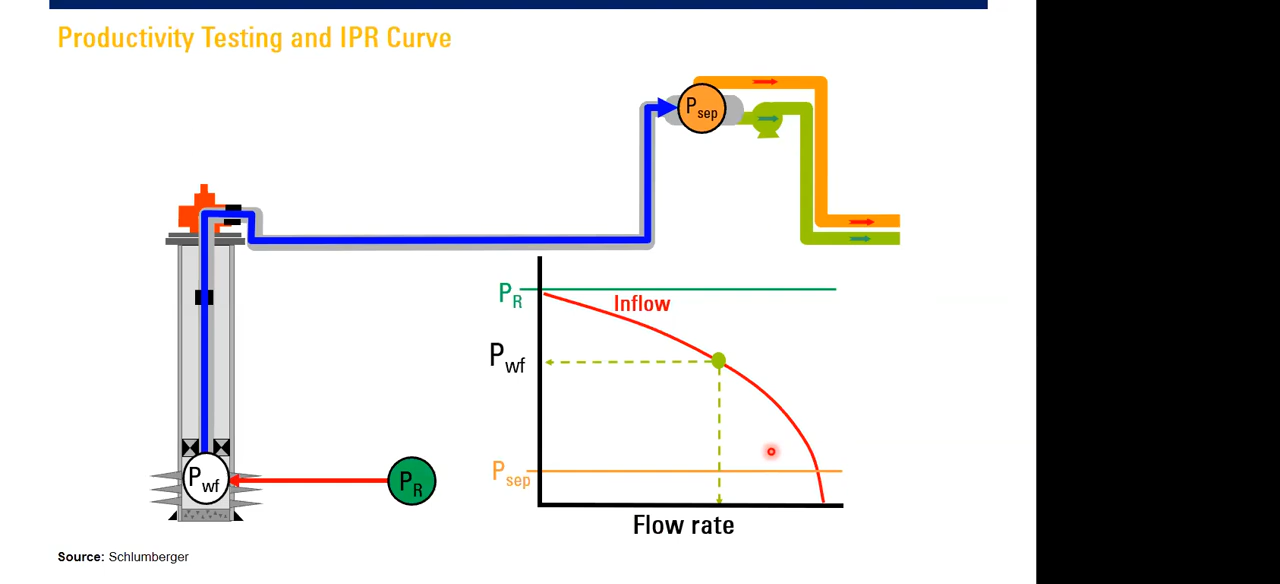 Productivity Testing and IPR Curve
Psep
PR
Inflow
Pwf
Pwf
PR
Psep
Flow rate
Source: Schlumberger